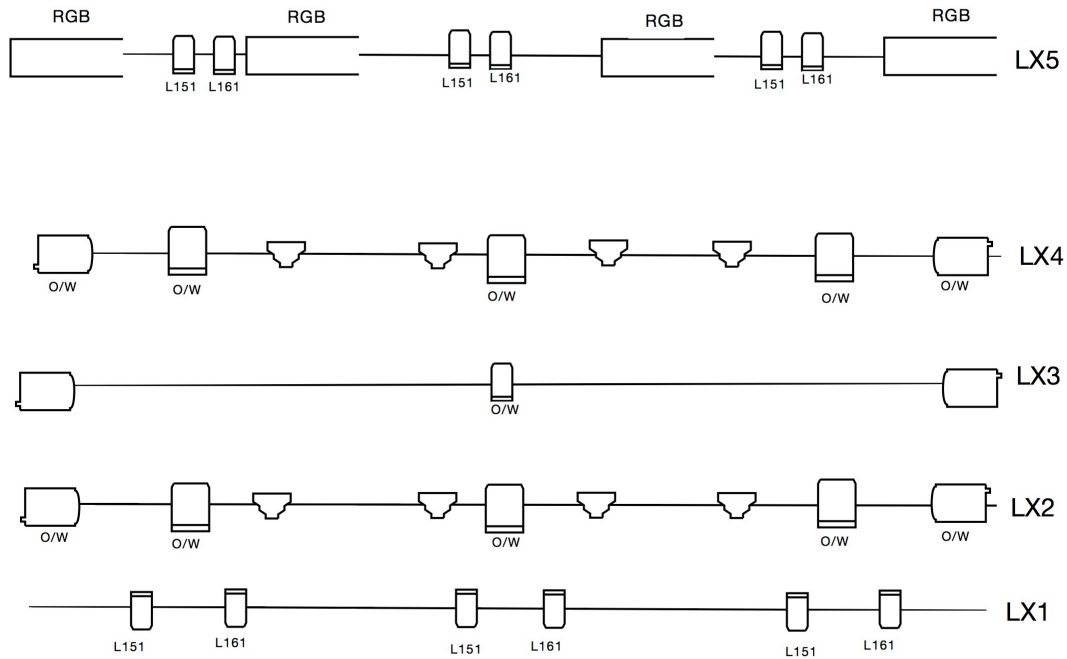 RGB RGB RGB RGB
L151 L161 L151 L161 L151 L161 LX5
LX4
O/W O/W O/W O/W O/W
LX3
O/W
LX2
O/W O/W O/W O/W O/W
LX1
L151 L161 L151 L161 L151 L161